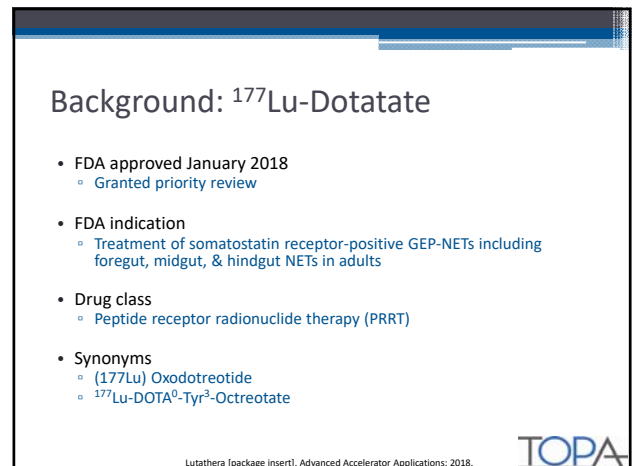 Background: ¹⁷⁷Lu-Dotatate
• FDA approved January 2018
▫ Granted priority review
• FDA indication
▫ Treatment of somatostatin receptor-positive GEP-NETs including
foregut, midgut, & hindgut NETs in adults
• Drug class
▫ Peptide receptor radionuclide therapy (PRRT)
• Synonyms
▫ (177Lu) Oxodotreotide
▫ ¹⁷⁷Lu-DOTA⁰-Tyr³-Octreotate
Lutathera [package insert]. Advanced Accelerator Applications; 2018.
TOPA